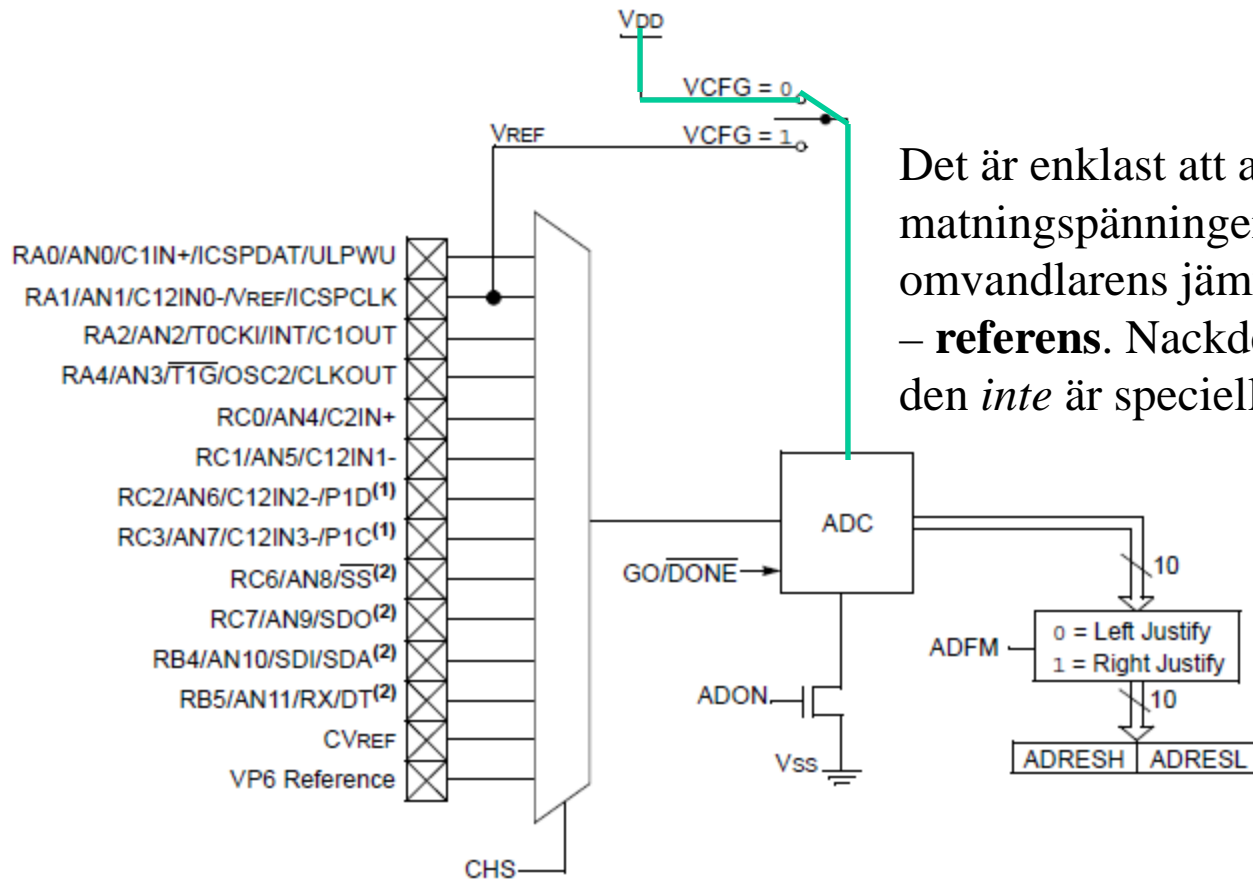 VDD
VCFG = 0
VREF
VCFG = 1
Det är enklast att
matningspänninge
omvandlarens jäm
– referens. Nackd
den inte är speciel
RA0/AN0/C1IN+/ICSPDAT/ULPWU
RA1/AN1/C12IN0-/VREF/ICSPCLK
RA2/AN2/T0CKI/INT/C1OUT
RA4/AN3/T1G/OSC2/CLKOUT
RC0/AN4/C2IN+
RC1/AN5/C12IN1-
RC2/AN6/C12IN2-/P1D(1)
RC3/AN7/C12IN3-/P1C(1)
RC6/AN8/SS(2)
RC7/AN9/SDO(2)
RB4/AN10/SDI/SDA(2)
RB5/AN11/RX/DT(2)
CVREF
VP6 Reference
CHS
ADC
GO/DONE
10
ADFM
0 = Left Justify
1 = Right Justify
10
ADON
VSS
ADRESH ADRESL